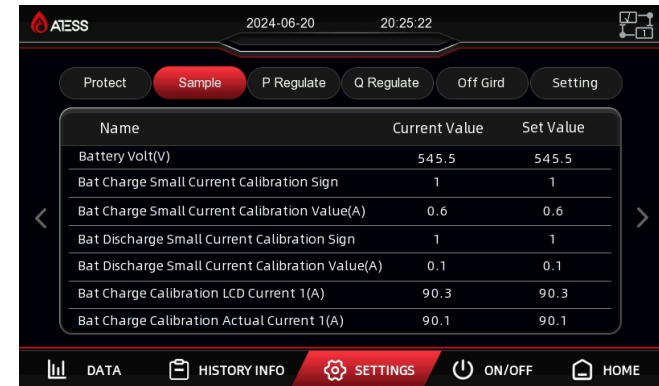 ATESS 2024-06-20 20:25:22
1
Protect Sample P Regulate Q Regulate Off Gird Setting
Name Current Value Set Value
Battery Volt(V) 545.5 545.5
Bat Charge Small Current Calibration Sign 1 1
Bat Charge Small Current Calibration Value(A) 0.6 0.6
Bat Discharge Small Current Calibration Sign 1 1
Bat Discharge Small Current Calibration Value(A) 0.1 0.1
Bat Charge Calibration LCD Current 1(A) 90.3 90.3
Bat Charge Calibration Actual Current 1(A) 90.1 90.1
DATA HISTORY INFO SETTINGS ON/OFF HOME